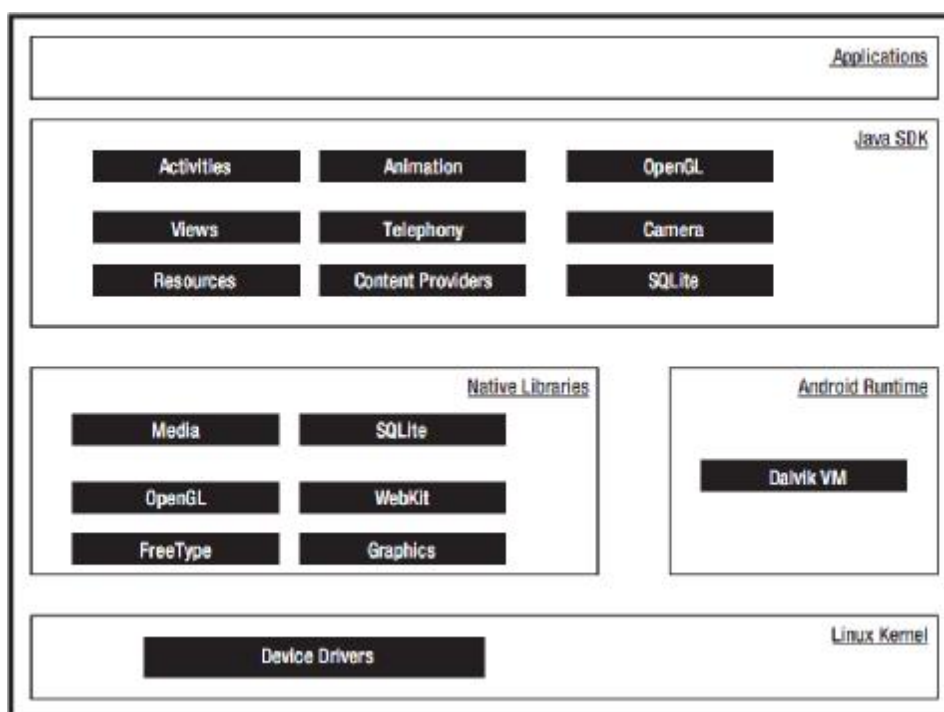 Applications
Java SDK
Activities
Animation
OpenGL
Views
Telephony
Camera
Resources
Content Providers
SQLite
Native Libraries
Media
SQLite
OpenGL
WebKit
FreeType
Graphics
Android Runtime
Dalvik VM
Linux Kernel
Device Drivers